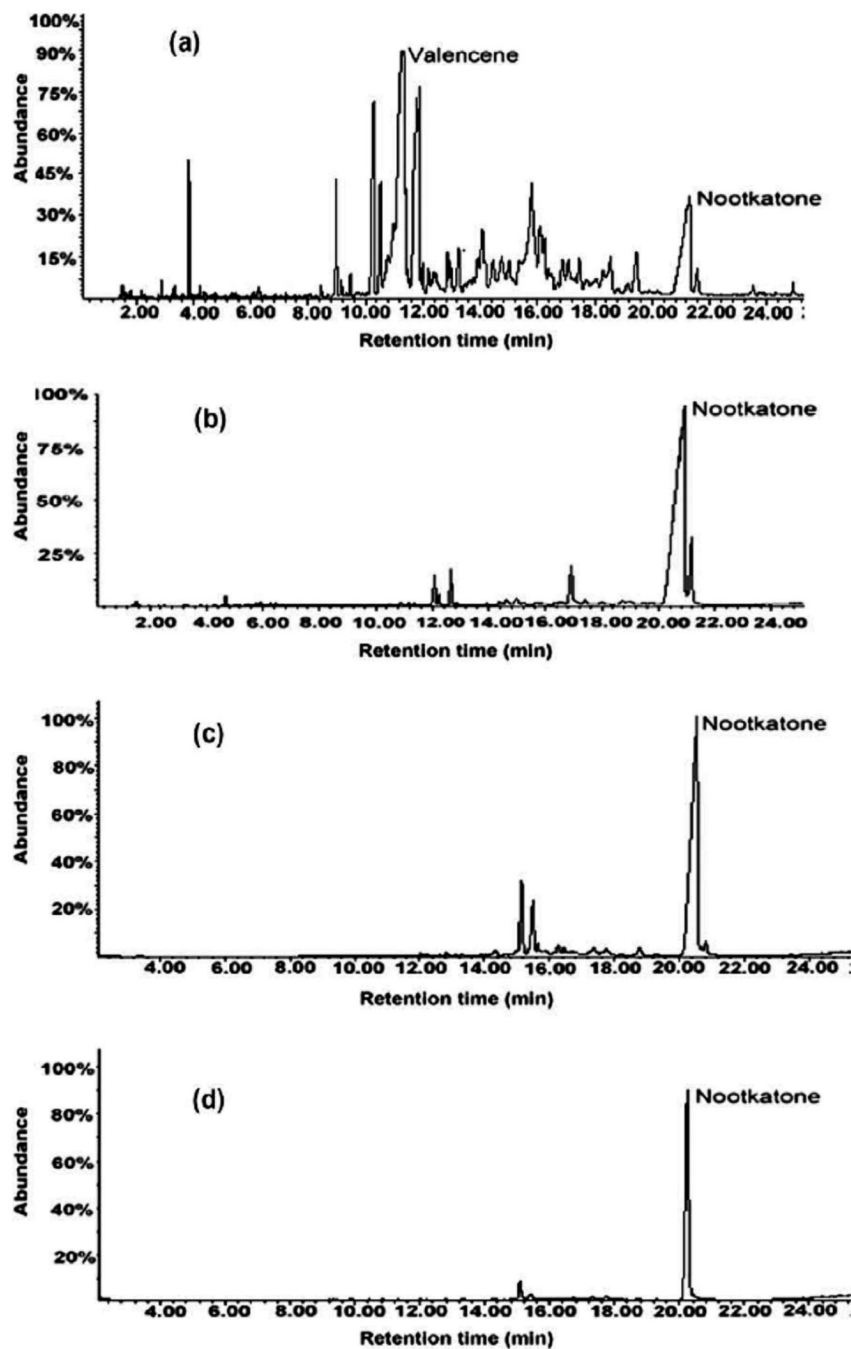 100%
(a)
Valencene
90%
75%
60%
45%
30%
15%
Abundance
Nootkatone
2.00 4.00 6.00 8.00 10.00 12.00 14.00 16.00 18.00 20.00 22.00 24.00
Retention time (min)
100%
(b)
Nootkatone
75%
50%
25%
Abundance
2.00 4.00 6.00 8.00 10.00 12.00 14.00 16.00 18.00 20.00 22.00 24.00
Retention time (min)
100%
(c)
Nootkatone
80%
60%
40%
20%
Abundance
4.00 6.00 8.00 10.00 12.00 14.00 16.00 18.00 20.00 22.00 24.00
Retention time (min)
100%
(d)
Nootkatone
80%
60%
40%
20%
Abundance
4.00 6.00 8.00 10.00 12.00 14.00 16.00 18.00 20.00 22.00 24.00
Retention time (min)